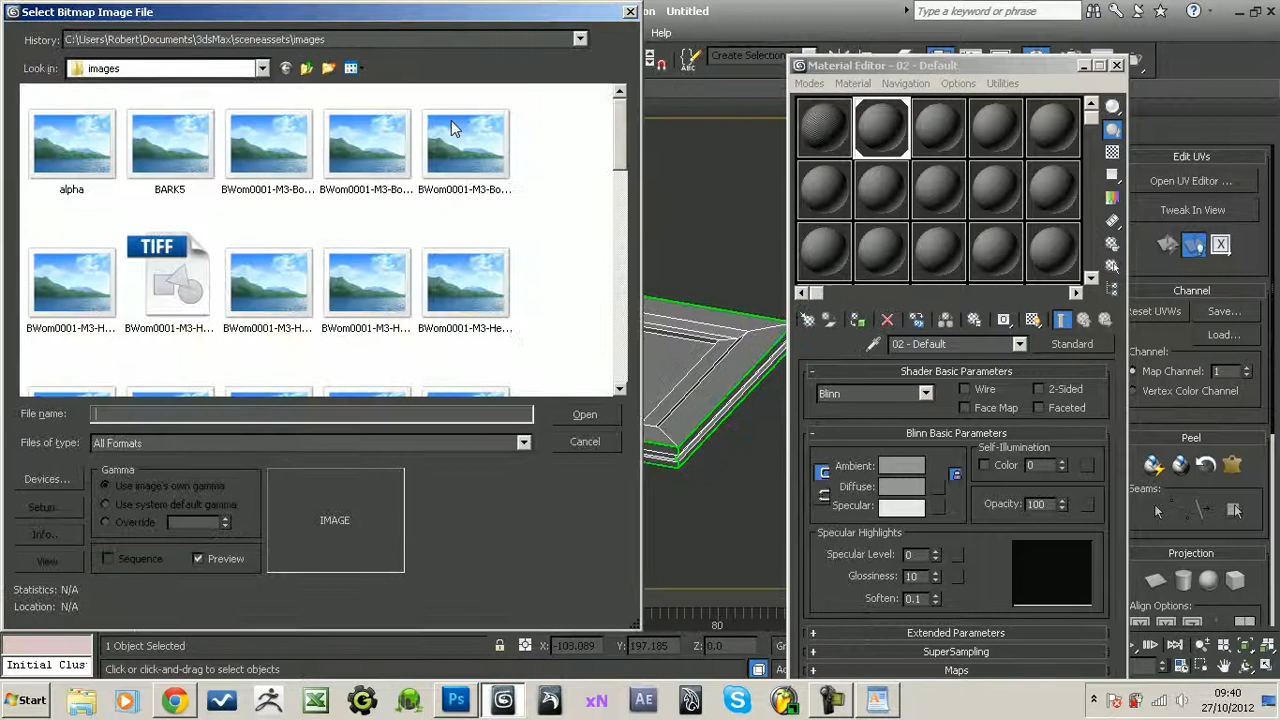 Select Bitmap Image File
on Untitled
Type a keyword or phrase
History: C:\Users\Robert\Documents\3dsMax\sceneassets\images
Help
Look in: images
Create Selection
Material Editor - 02 - Default
Modes Material Navigation Options Utilities
alpha
BARK5
BWom0001-M3-Bo...
BWom0001-M3-Bo...
BWom0001-M3-Bo...
TIFF
BWom0001-M3-H...
BWom0001-M3-H...
BWom0001-M3-H...
BWom0001-M3-H...
BWom0001-M3-He...
File name:
Open
Files of type: All Formats
Cancel
Devices...
Setup...
Info...
View
Gamma
Use image's own gamma
Use system default gamma
Override
Sequence
Preview
IMAGE
Statistics: N/A
Location: N/A
02 - Default
Standard
Shader Basic Parameters
Blinn
Wire
2-Sided
Face Map
Faceted
Blinn Basic Parameters
Self-Illumination
Ambient:
Color 0
Diffuse:
Specular:
Opacity: 100
Specular Highlights
Specular Level: 0
Glossiness: 10
Soften: 0.1
Extended Parameters
SuperSampling
Maps
Edit UVs
Open UV Editor ...
Tweak In View
Channel
Reset UVWs
Save...
Load...
Channel:
Map Channel: 1
Vertex Color Channel
Peel
Seams:
Projection
Align Options:
80
1 Object Selected
X: -103.089
Y: 197.185
Z: 0.0
Initial Clus
Click or click-and-drag to select objects
Start
09:40
27/10/2012